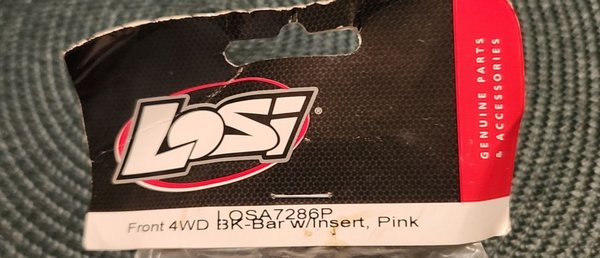 LOSi
®
GENUINE PARTS
& ACCESSORIES
LOSA7286P
Front 4WD BK-Bar w/Insert, Pink